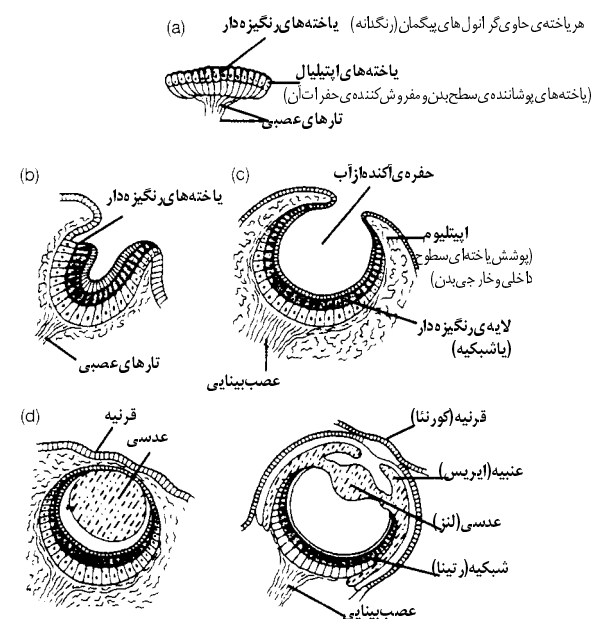 (a)
یاخته‌های رنگیزه‌دار هر یاخته‌ی حاوی گرانول‌های پیگمان (رنگدانه)
یاخته‌های اپتیلیال
(یاخته‌های پوشاننده‌ی سطح بدن و مفروش کننده‌ی حفرات آن)
تارهای عصبی
(b)
یاخته‌های رنگیزه‌دار
تارهای عصبی
(c)
حفره‌ی آکنده از آب
اپیتلیوم
(پوشش یاخته‌ای سطوح
داخلی و خارجی بدن)
لایه‌ی رنگیزه‌دار
(یا شبکیه)
عصب بینایی
(d)
قرنیه
عدسی
قرنیه (کورنئا)
عنبیه (ایریس)
عدسی (لنز)
شبکیه (رتینا)
عصب بینایی